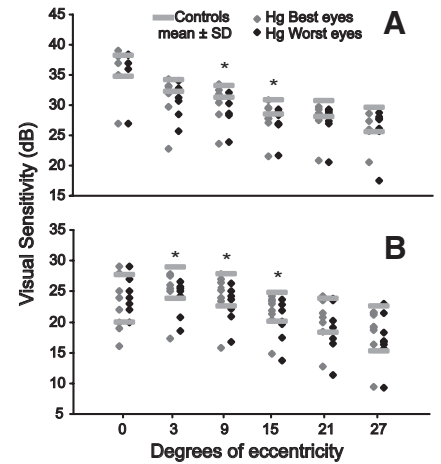 45
40
35
30
25
20
15
Controls
mean ± SD
Hg Best eyes
Hg Worst eyes
A
*
*
35
30
25
20
15
10
5
B
*
*
*
0 3 9 15 21 27
Visual Sensitivity (dB)
Degrees of eccentricity